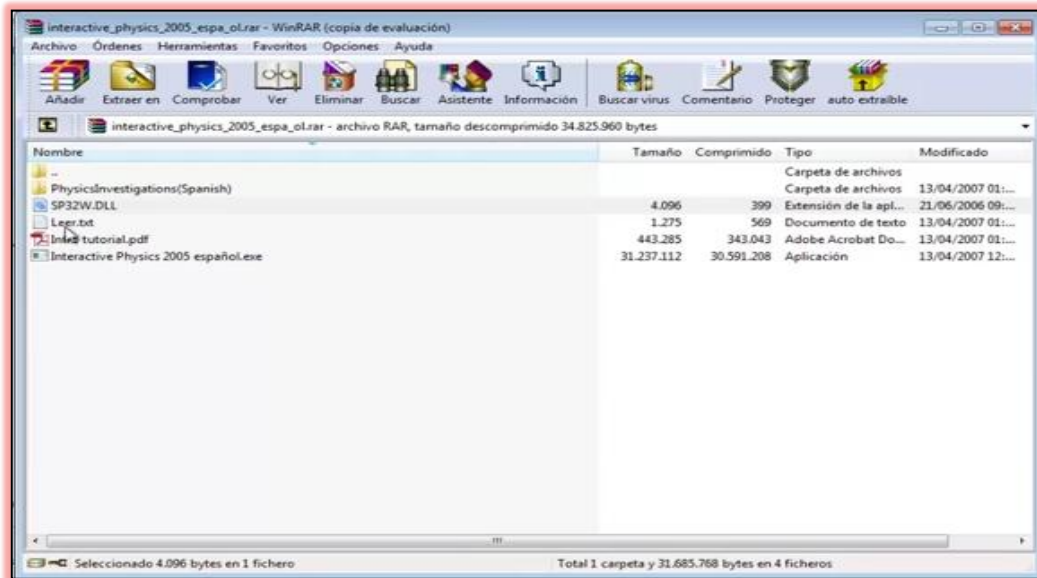 interactive_physics_2005_espa_ol.rar - WinRAR (copia de evaluación)
Archivo Órdenes Herramientas Favoritos Opciones Ayuda
Añadir Extraer en Comprobar Ver Eliminar Buscar Asistente Información Buscar virus Comentario Proteger auto extraíble
interactive_physics_2005_espa_ol.rar - archivo RAR, tamaño descomprimido 34.825.960 bytes
Nombre Tamaño Comprimido Tipo Modificado
.. Carpeta de archivos
PhysicsInvestigations(Spanish) Carpeta de archivos 13/04/2007 01:...
SP32W.DLL 4.096 399 Extensión de la apl... 21/06/2006 09:...
Leer.txt 1.275 569 Documento de texto 13/04/2007 01:...
tutorial.pdf 443.285 343.043 Adobe Acrobat Do... 13/04/2007 01:...
Interactive Physics 2005 español.exe 31.237.112 30.591.208 Aplicación 13/04/2007 12:...
Seleccionado 4.096 bytes en 1 fichero Total 1 carpeta y 31.685.768 bytes en 4 ficheros